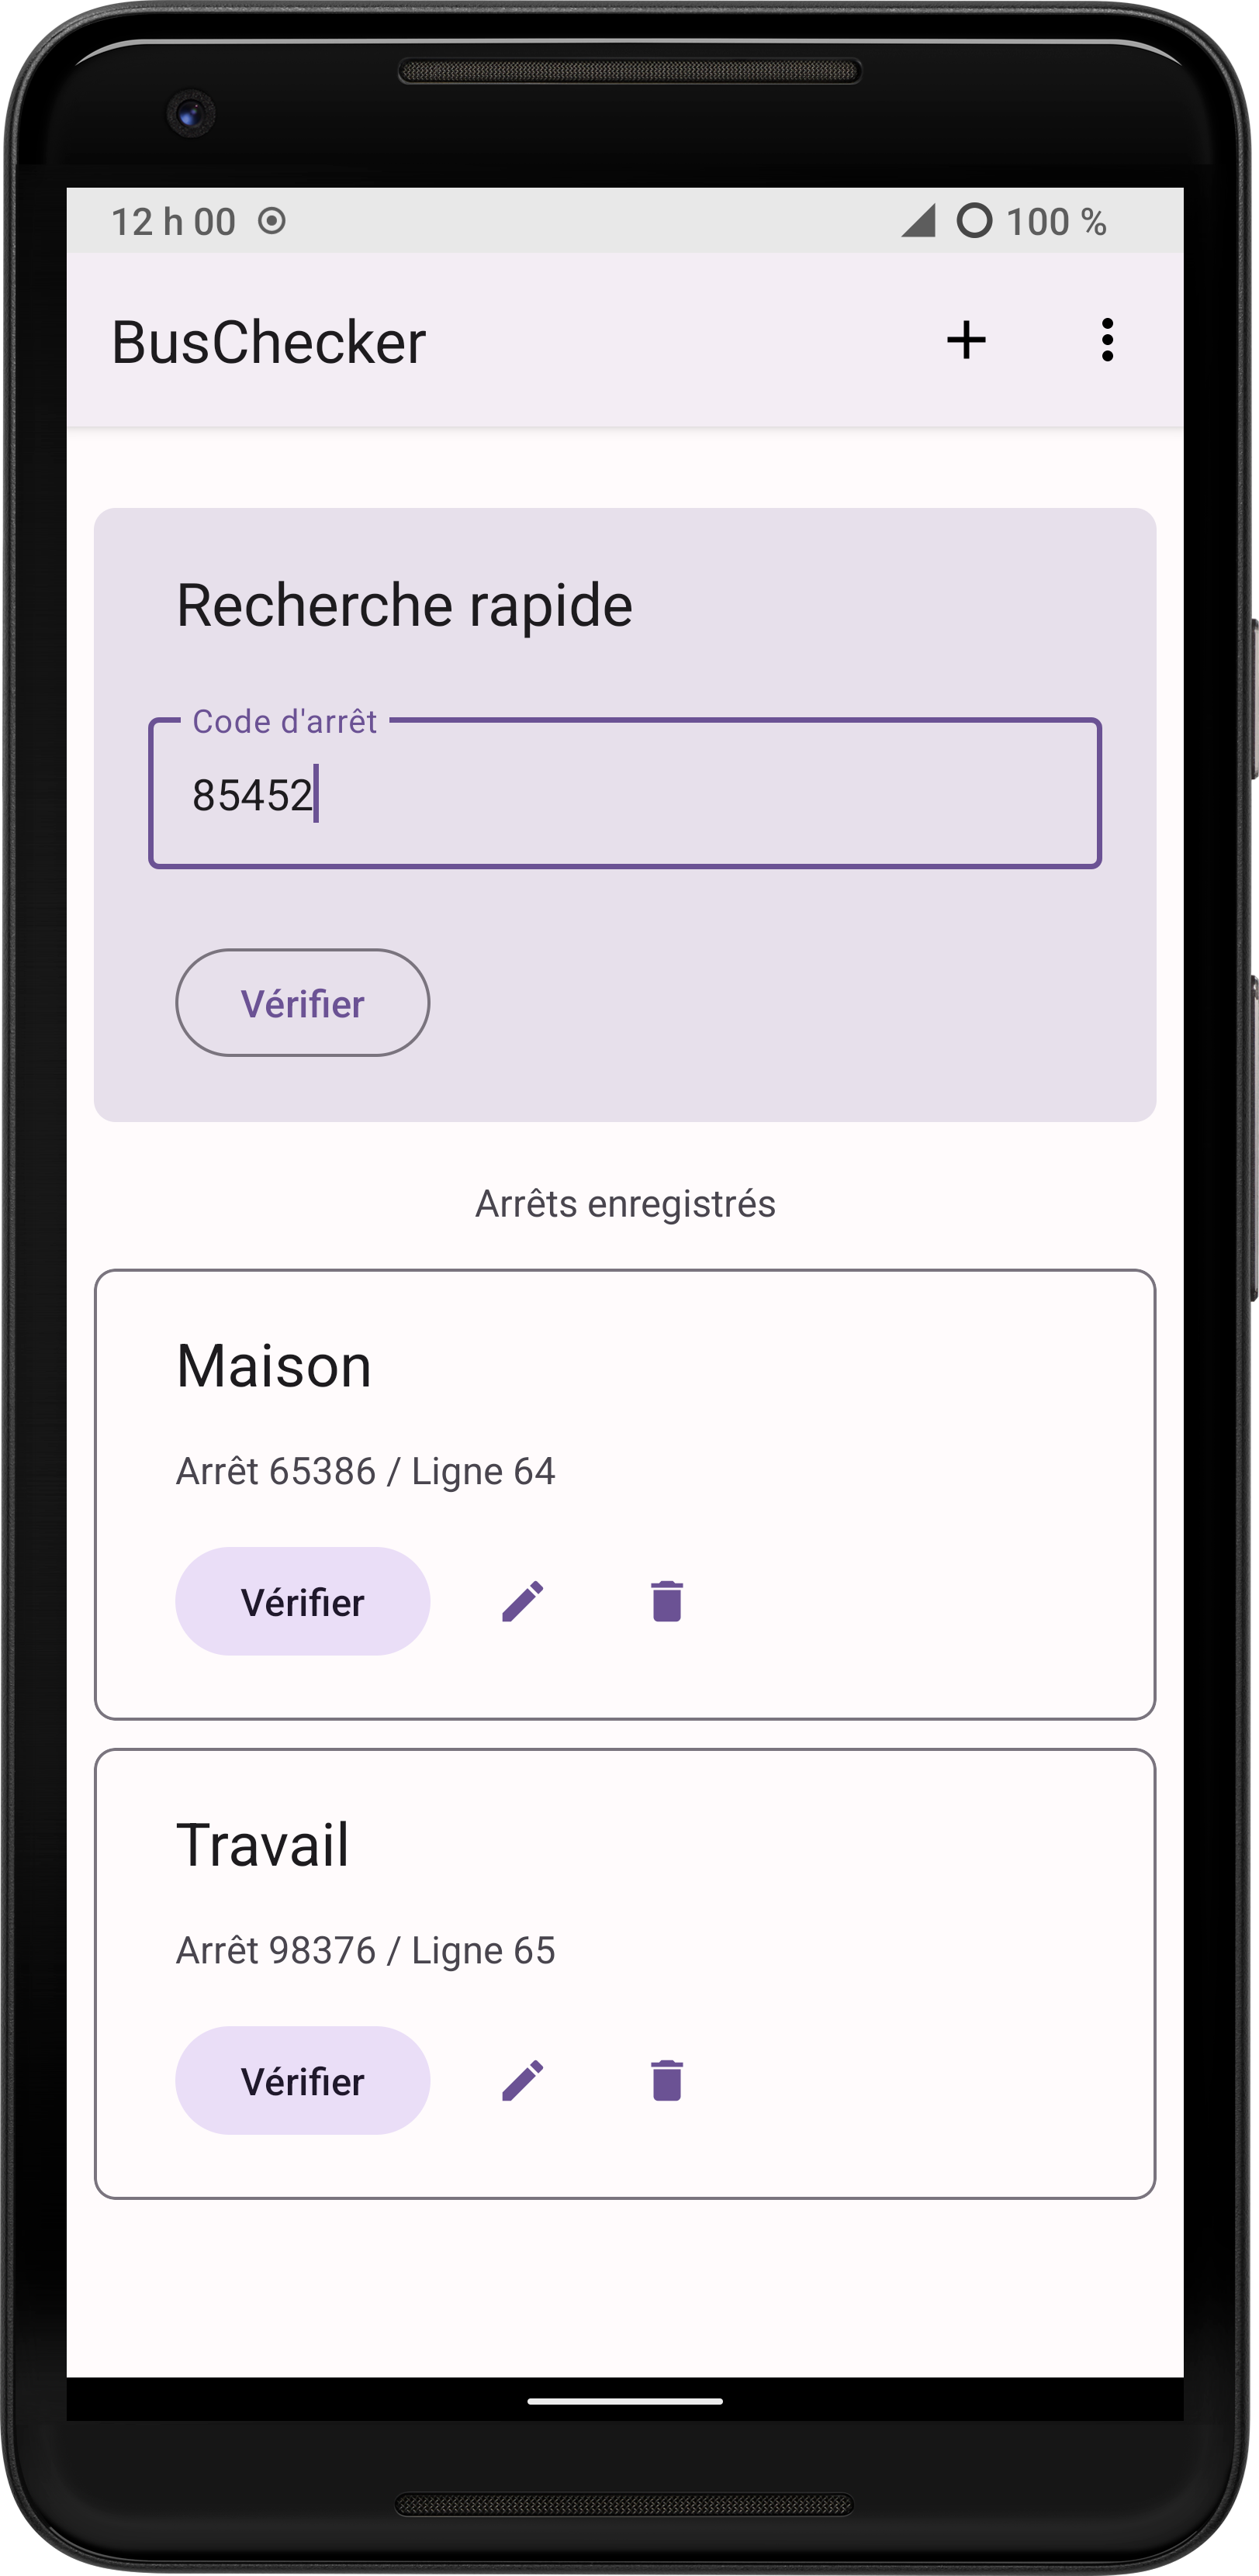 12 h 00 100 %
BusChecker
Recherche rapide
Code d'arrêt
85452
Vérifier
Arrêts enregistrés
Maison
Arrêt 65386 / Ligne 64
Vérifier
Travail
Arrêt 98376 / Ligne 65
Vérifier